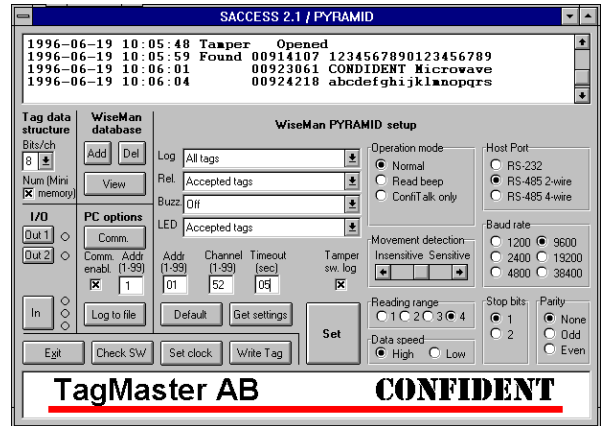 SACCESS 2.1 / PYRAMID
1996-06-19 10:05:48 Tamper Opened
1996-06-19 10:05:59 Found 00914107 1234567890123456789
1996-06-19 10:06:01 00923061 CONDIDENT Microwave
1996-06-19 10:06:04 00924218 abcdefghijklmnopqrs
Tag data structure
Bits/ch
8
Num (Mini memory)
WiseMan database
Add Del
View
I/O
Out 1
Out 2
In
PC options
Comm.
Comm. enabl. Addr (1-99)
1
Log to file
WiseMan PYRAMID setup
Log All tags
Rel. Accepted tags
Buzz. Off
LED Accepted tags
Addr (1-99) Channel (1-99) Timeout (sec) Tamper sw. log
01 52 05
Default Get settings
Set
Operation mode
Normal
Read beep
ConfiTalk only
Host Port
RS-232
RS-485 2-wire
RS-485 4-wire
Movement detection
Insensitive Sensitive
Baud rate
1200 9600
2400 19200
4800 38400
Reading range
1 2 3 4
Data speed
High Low
Stop bits
1
2
Parity
None
Odd
Even
Exit Check SW Set clock Write Tag
TagMaster AB CONFIDENT